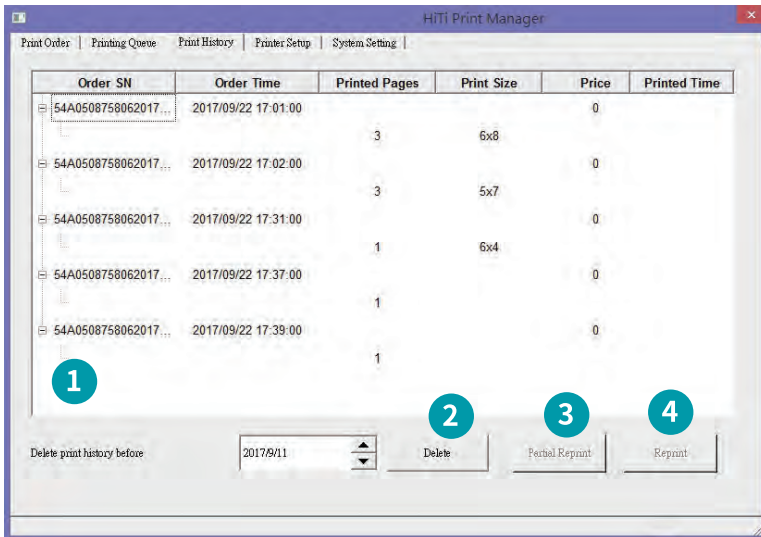 HiTi Print Manager
Print Order | Printing Queue Print History | Printer Setup | System Setting |
Order SN Order Time Printed Pages Print Size Price Printed Time
54A0508758062017... 2017/09/22 17:01:00 0
3 6x8
54A0508758062017... 2017/09/22 17:02:00 0
3 5x7
54A0508758062017... 2017/09/22 17:31:00 0
1 6x4
54A0508758062017... 2017/09/22 17:37:00 0
1
54A0508758062017... 2017/09/22 17:39:00 0
1
1
2 3 4
Delete print history before 2017/9/11 Delete Partial Reprint Reprint